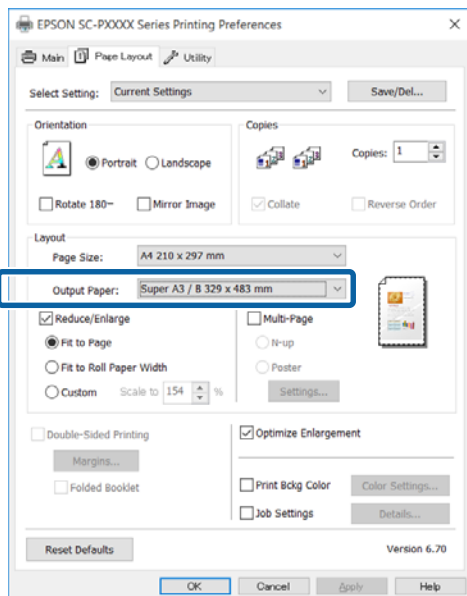 EPSON SC-PXXXX Series Printing Preferences
Main Page Layout Utility
Select Setting: Current Settings Save/Del...
Orientation
Portrait Landscape
Rotate 180° Mirror Image
Copies
Copies: 1
Collate Reverse Order
Layout
Page Size: A4 210 x 297 mm
Output Paper: Super A3 / B 329 x 483 mm
Reduce/Enlarge
Fit to Page
Fit to Roll Paper Width
Custom Scale to 154 %
Multi-Page
N-up
Poster
Settings...
Double-Sided Printing
Margins...
Folded Booklet
Optimize Enlargement
Print Bckg Color Color Settings...
Job Settings Details...
Reset Defaults Version 6.70
OK Cancel Apply Help